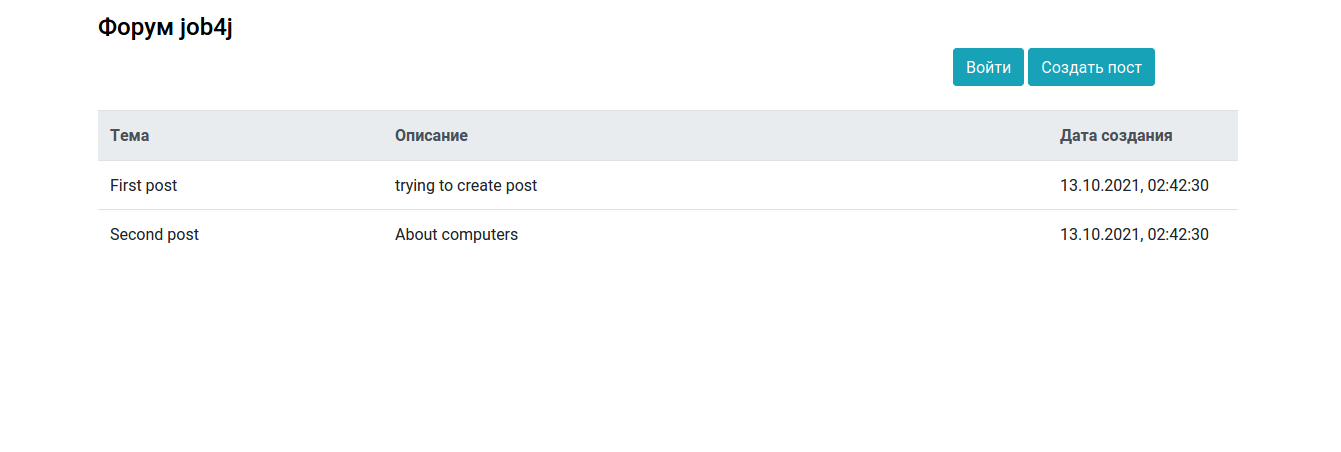 Форум job4j
Войти Создать пост
Тема Описание Дата создания
First post trying to create post 13.10.2021, 02:42:30
Second post About computers 13.10.2021, 02:42:30